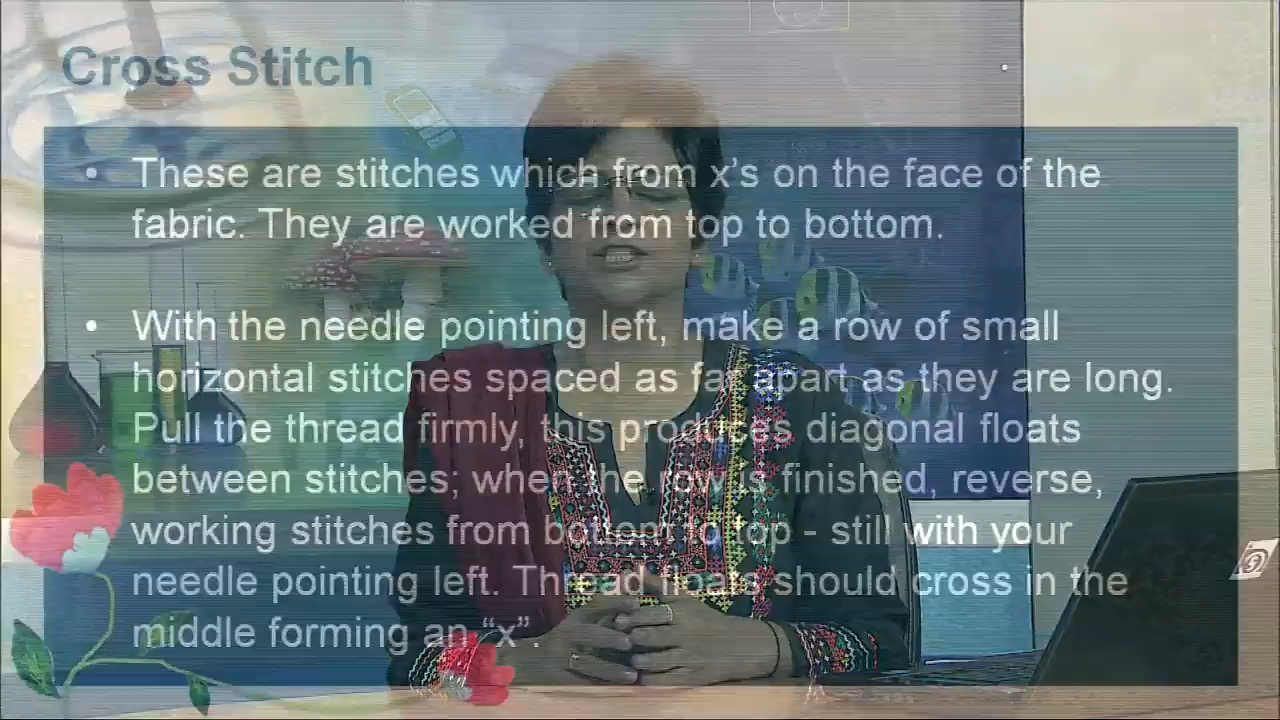 Cross Stitch
• These are stitches which from x's on the face of the
fabric. They are worked from top to bottom.
• With the needle pointing left, make a row of small
horizontal stitches spaced as far apart as they are long.
Pull the thread firmly, this produces diagonal floats
between stitches; when the row is finished, reverse,
working stitches from bottom to top - still with your
needle pointing left. Thread floats should cross in the
middle forming an “x”.